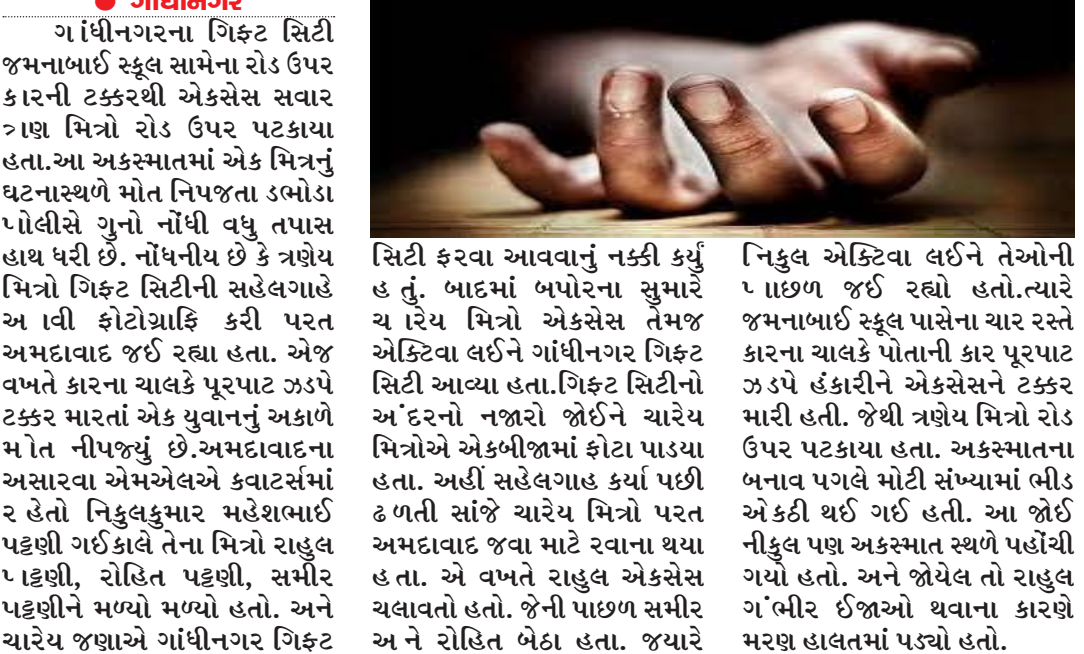 ગાંધીનગર
ગાંધીનગરના ગિફ્ટ સિટી
જમનાબાઈ સ્કૂલ સામેના રોડ ઉપર
કારની ટક્કરથી એકસેસ સવાર
ત્રાણ મિત્રો રોડ ઉપર પટકાયા
હતા.આ અકસ્માતમાં એક મિત્રનું
ઘટનાસ્થળે મોત નિપજતા ડભોડા
પોલીસે ગુનો નોંધી વધુ તપાસ
હાથ ધરી છે. નોંધનીય છે કે ત્રણેય
મિત્રો ગિફ્ટ સિટીની સહેલગાહે
આવી ફોટોગ્રાફિ કરી પરત
અમદાવાદ જઈ રહ્યા હતા. એજ
વખતે કારના ચાલકે પૂરપાટ ઝડપે
ટક્કર મારતાં એક યુવાનનું અકાળે
મોત નીપજ્યું છે.અમદાવાદના
અસારવા એમએલએ કવાટર્સમાં
રહેતો નિકુલકુમાર મહેશભાઈ
પટ્ટણી ગઈકાલે તેના મિત્રો રાહુલ
પાટ્ટણી, રોહિત પટ્ટણી, સમીર
પટ્ટણીને મળ્યો મળ્યો હતો. અને
ચારેય જણાએ ગાંધીનગર ગિફ્ટ
સિટી ફરવા આવવાનું નક્કી કર્યું
હતું. બાદમાં બપોરના સુમારે
ચારેય મિત્રો એકસેસ તેમજ
એક્ટિવા લઈને ગાંધીનગર ગિફ્ટ
સિટી આવ્યા હતા.ગિફ્ટ સિટીનો
અંદરનો નજારો જોઈને ચારેય
મિત્રોએ એકબીજામાં ફોટા પાડયા
હતા. અહીં સહેલગાહ કર્યા પછી
ઢળતી સાંજે ચારેય મિત્રો પરત
અમદાવાદ જવા માટે રવાના થયા
હતા. એ વખતે રાહુલ એકસેસ
ચલાવતો હતો. જેની પાછળ સમીર
અને રોહિત બેઠા હતા. જયારે
નિકુલ એક્ટિવા લઈને તેઓની
પાછળ જઈ રહ્યો હતો.ત્યારે
જમનાબાઈ સ્કૂલ પાસેના ચાર રસ્તે
કારના ચાલકે પોતાની કાર પૂરપાટ
ઝડપે હંકારીને એકસેસને ટક્કર
મારી હતી. જેથી ત્રણેય મિત્રો રોડ
ઉપર પટકાયા હતા. અકસ્માતના
બનાવ પગલે મોટી સંખ્યામાં ભીડ
એકઠી થઈ ગઈ હતી. આ જોઈ
નીકુલ પણ અકસ્માત સ્થળે પહોંચી
ગયો હતો. અને જોયેલ તો રાહુલ
ગંભીર ઈજાઓ થવાના કારણે
મરણ હાલતમાં પડ્યો હતો.